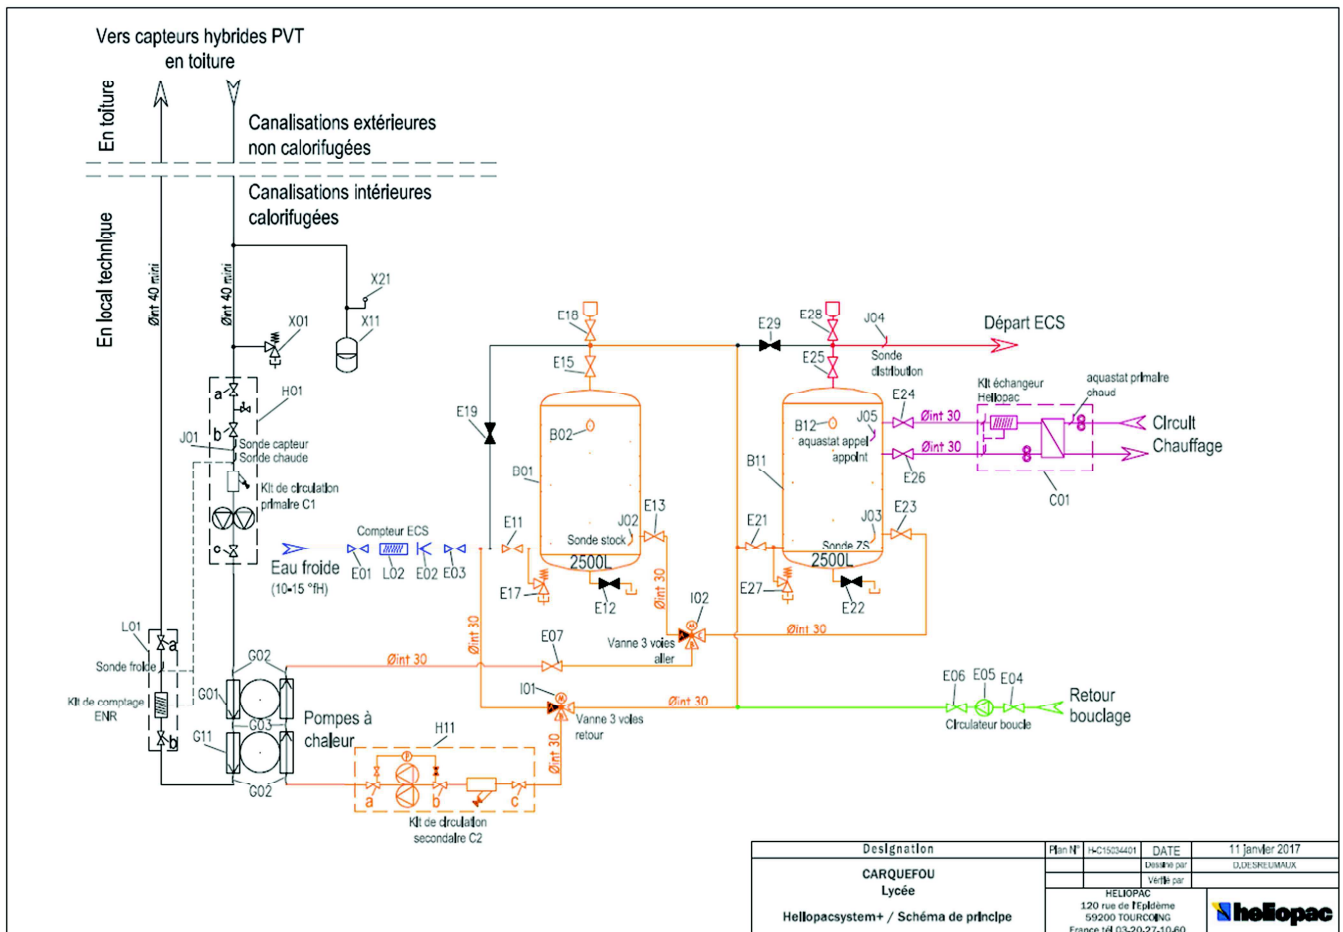 Vers capteurs hybrides PVT
en toiture
En toiture
Canalisations extérieures
non calorifugées
Canalisations intérieures
calorifugées
En local technique
Øint 40 mini
Øint 40 mini
X21
X01
X11
H01
a
b
J01
Sonde capteur
Sonde chaude
Kit de circulation
primaire C1
c
E18
E15
E19
B02
B01
E11
E13
J02
Sonde stock
2500L
E17
E12
Compteur ECS
Eau froide
(10-15 °fH)
E01
L02
E02
E03
E29
E28
J04
Départ ECS
E25
Sonde
distribution
B12
J05
aquastat appel
appoint
B11
E24
Øint 30
Øint 30
E26
Kit échangeur
Heliopac
aquastat primaire
chaud
Circuit
Chauffage
C01
E21
J03
E23
Sonde ZS
2500L
E27
E22
Øint 30
I02
Øint 30
Vanne 3 voies
aller
Øint 30
E07
Øint 30
I01
Øint 30
Vanne 3 voies
retour
Øint 30
E06
E05
E04
Retour
bouclage
Circulateur boucle
L01
a
Sonde froide
Kit de comptage
ENR
b
G02
G01
G03
G11
G02
Pompes à
chaleur
H11
a
b
c
Kit de circulation
secondaire C2
Designation
Plan N°
H-C15034401
DATE
11 janvier 2017
Dessiné par
D.DESREUMAUX
Vérifié par
CARQUEFOU
Lycée
Heliopacsystem+ / Schéma de principe
HELIOPAC
120 rue de l'Epidème
59200 TOURCOING
France tél 03-20-27-10-60
heliopac